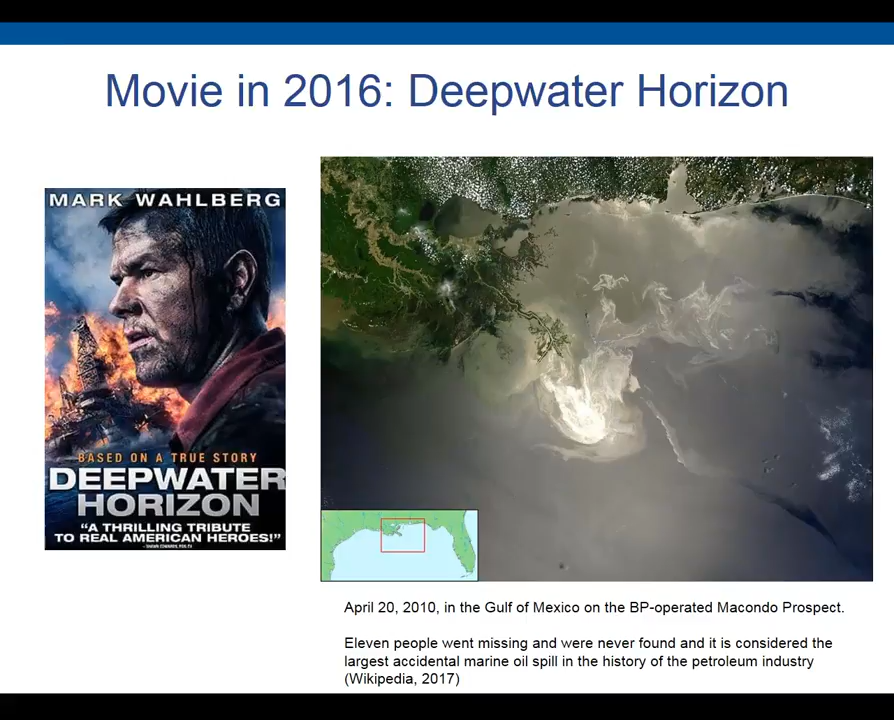 Movie in 2016: Deepwater Horizon
MARK WAHLBERG
BASED ON A TRUE STORY
DEEPWATER
HORIZON
“A THRILLING TRIBUTE
TO REAL AMERICAN HEROES!”
April 20, 2010, in the Gulf of Mexico on the BP-operated Macondo Prospect.
Eleven people went missing and were never found and it is considered the
largest accidental marine oil spill in the history of the petroleum industry
(Wikipedia, 2017)